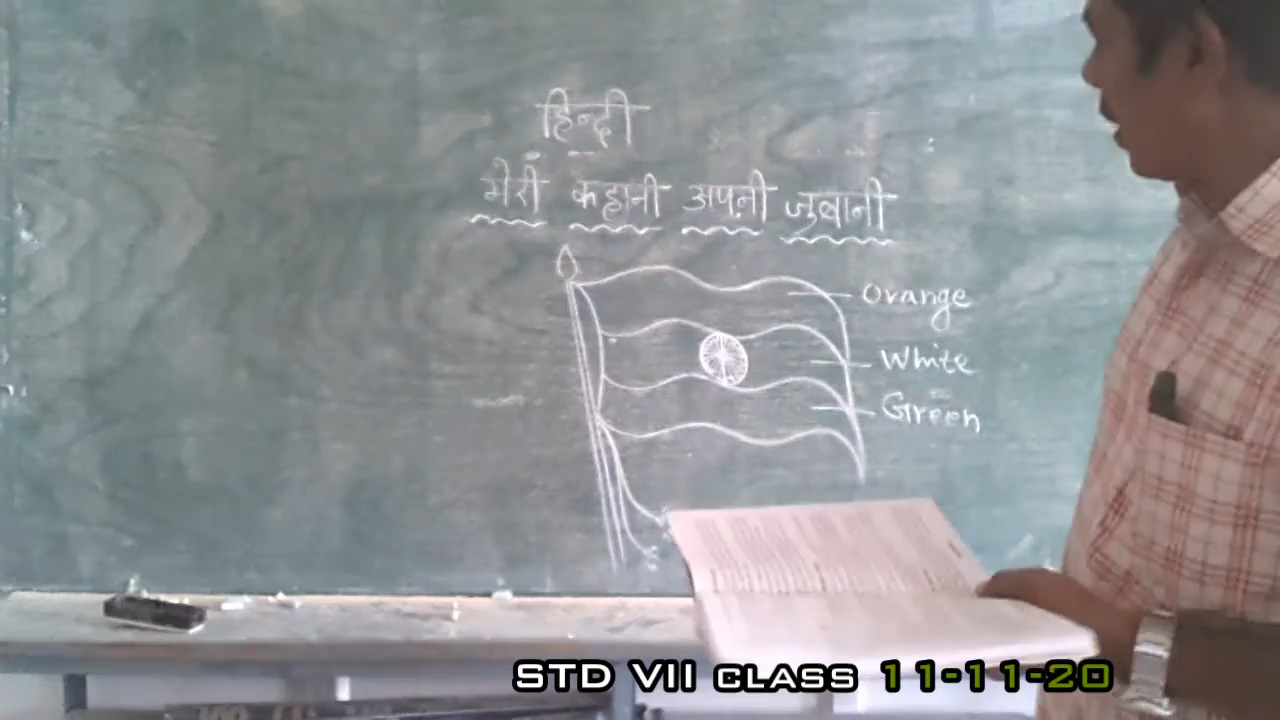 हिन्दी
मेरी कहानी अपनी जुबानी
Orange
White
Green
STD VII CLASS 11-11-20